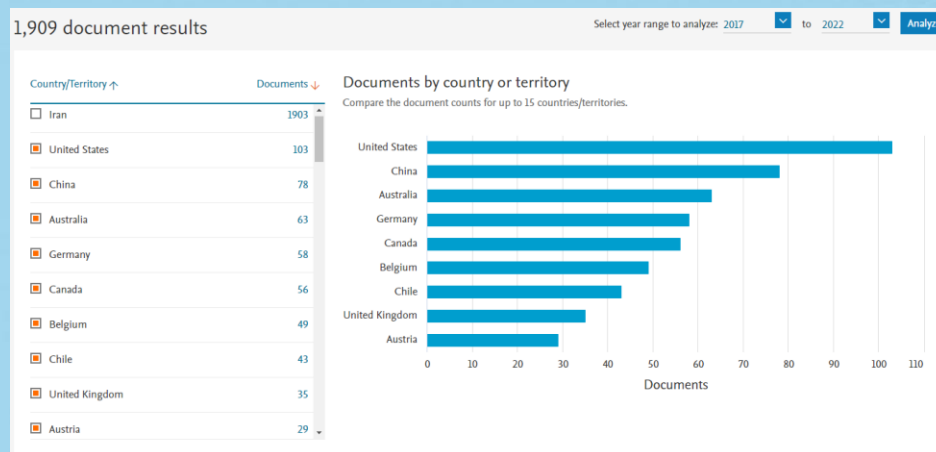 1,909 document results
Select year range to analyze: 2017 to 2022 Analyz
Country/Territory Documents
Iran 1903
United States 103
China 78
Australia 63
Germany 58
Canada 56
Belgium 49
Chile 43
United Kingdom 35
Austria 29
Documents by country or territory
Compare the document counts for up to 15 countries/territories.
United States
China
Australia
Germany
Canada
Belgium
Chile
United Kingdom
Austria
0 10 20 30 40 50 60 70 80 90 100 110
Documents